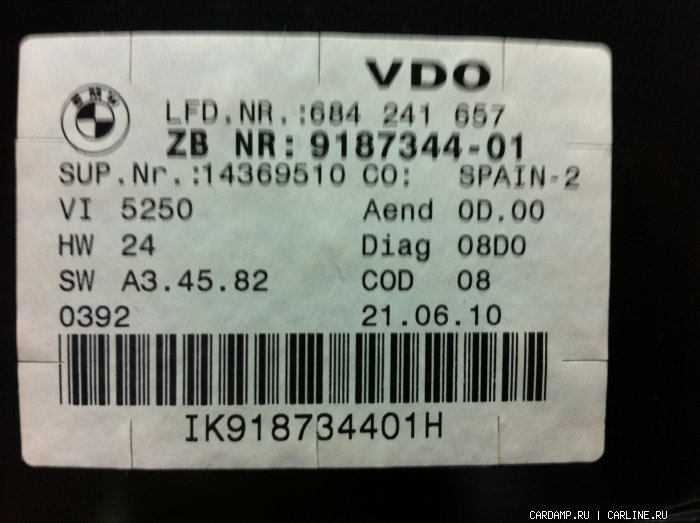 VDO
BMW
LFD.NR.:684 241 657
ZB NR: 9187344-01
SUP.Nr.:14369510 CO: SPAIN-2
VI 5250 Aend 0D.00
HW 24 Diag 08D0
SW A3.45.82 COD 08
0392 21.06.10
IK918734401H
CARDAMP.RU | CARLINE.RU